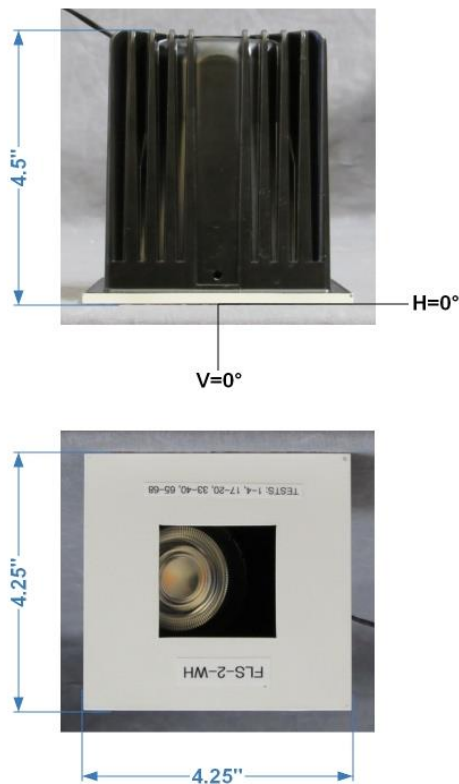 4.5"
H=0°
V=0°
TESTS: 1-4, 17-20, 33-40, 65-68
4.25"
FLS-2-WH
4.25"